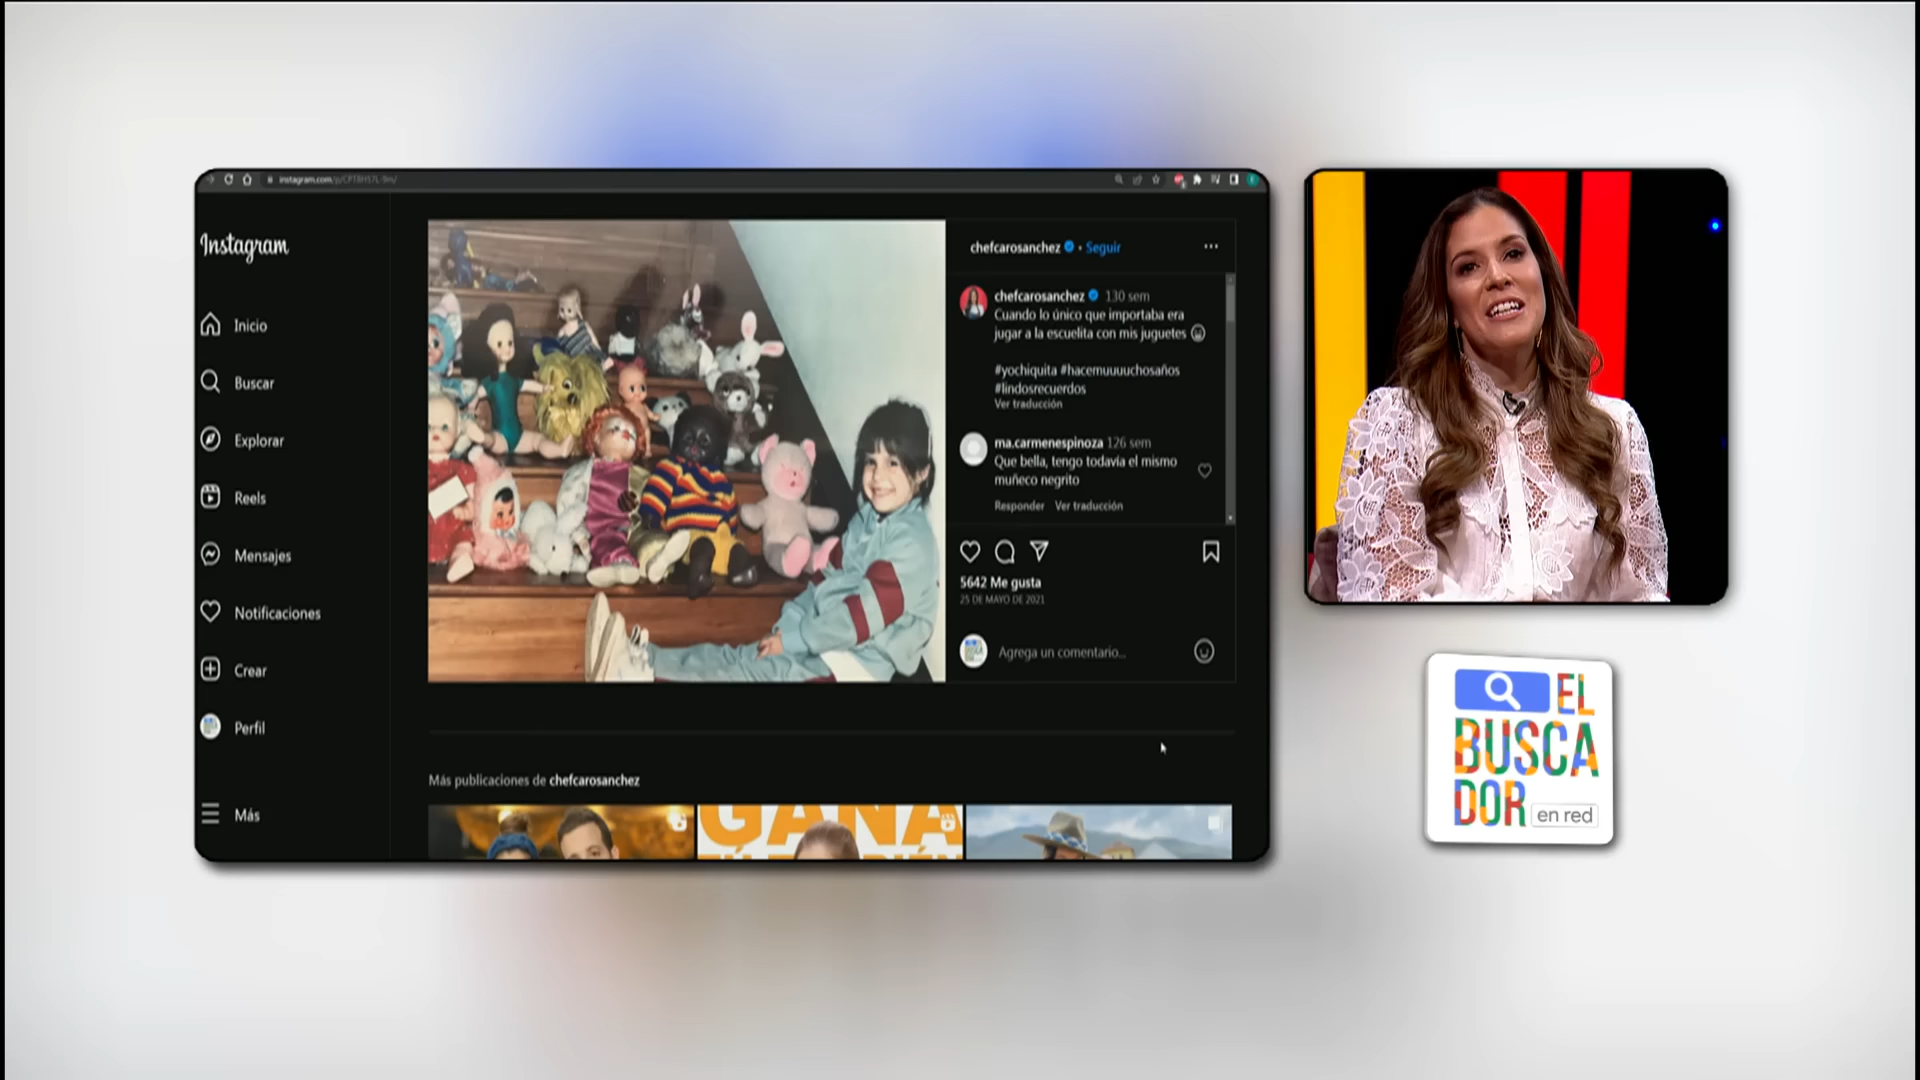 instagram.com/p/CPTBHS7L-9m/
Instagram
Inicio
Buscar
Explorar
Reels
Mensajes
Notificaciones
Crear
Perfil
Más
chefcarosanchez • Seguir
chefcarosanchez 130 sem
Cuando lo único que importaba era
jugar a la escuelita con mis juguetes
#yochiquita #hacemuuuuchosaños
#lindosrecuerdos
Ver traducción
ma.carmenespinoza 126 sem
Que bella, tengo todavía el mismo
muñeco negrito
Responder Ver traducción
5642 Me gusta
25 DE MAYO DE 2021
Agrega un comentario...
Más publicaciones de chefcarosanchez
GANA
EL
BUSCA
DOR en red